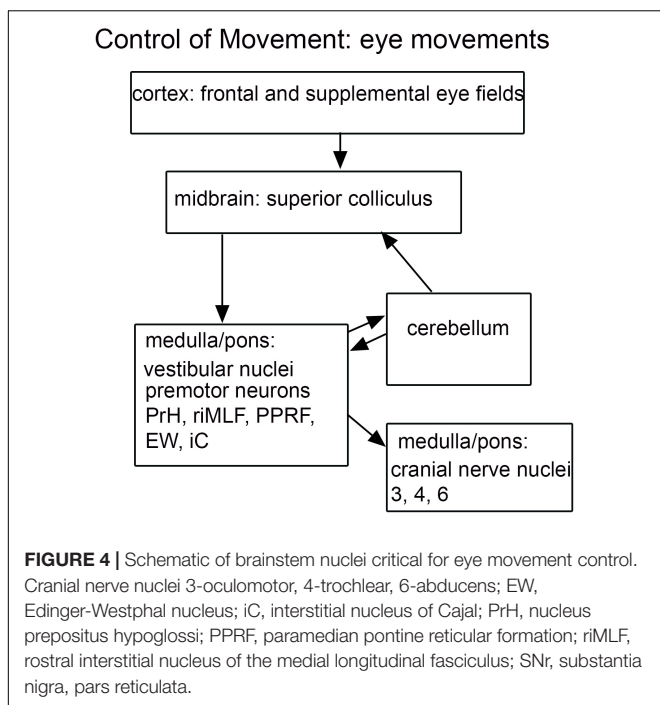 Control of Movement: eye movements
cortex: frontal and supplemental eye fields
midbrain: superior colliculus
cerebellum
medulla/pons:
vestibular nuclei
premotor neurons
PrH, riMLF, PPRF,
EW, iC
medulla/pons:
cranial nerve nuclei
3, 4, 6
FIGURE 4 | Schematic of brainstem nuclei critical for eye movement control.
Cranial nerve nuclei 3-oculomotor, 4-trochlear, 6-abducens; EW,
Edinger-Westphal nucleus; iC, interstitial nucleus of Cajal; PrH, nucleus
prepositus hypoglossi; PPRF, paramedian pontine reticular formation; riMLF,
rostral interstitial nucleus of the medial longitudinal fasciculus; SNr, substantia
nigra, pars reticulata.